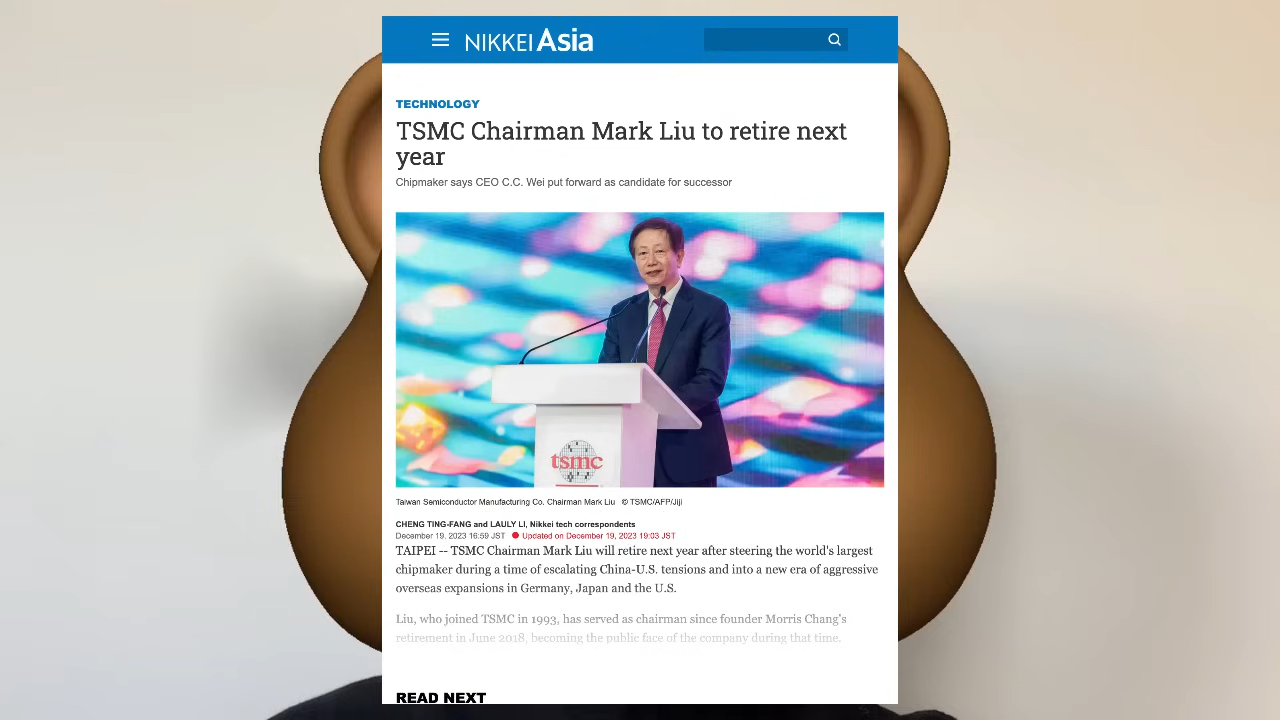 NIKKEI Asia
TECHNOLOGY
TSMC Chairman Mark Liu to retire next
year
Chipmaker says CEO C.C. Wei put forward as candidate for successor
tsmc
Taiwan Semiconductor Manufacturing Co. Chairman Mark Liu © TSMC/AFP/Jiji
CHENG TING-FANG and LAULY LI, Nikkei tech correspondents
December 19, 2023 16:59 JST Updated on December 19, 2023 19:03 JST
TAIPEI -- TSMC Chairman Mark Liu will retire next year after steering the world's largest
chipmaker during a time of escalating China-U.S. tensions and into a new era of aggressive
overseas expansions in Germany, Japan and the U.S.
Liu, who joined TSMC in 1993, has served as chairman since founder Morris Chang's
retirement in June 2018, becoming the public face of the company during that time.
READ NEXT